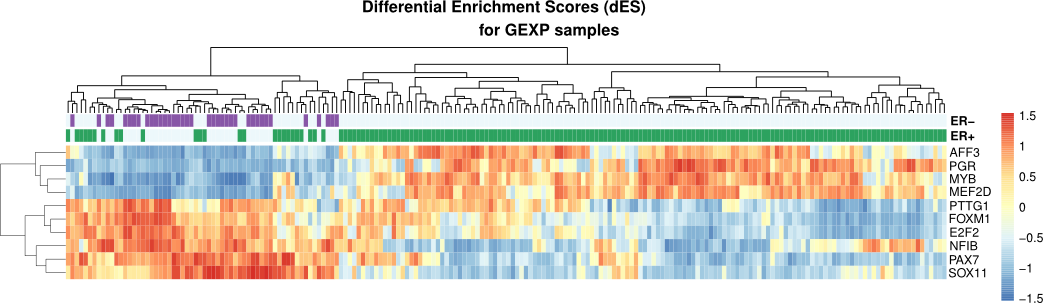 Differential Enrichment Scores (dES)
for GEXP samples
ER−
ER+
AFF3
PGR
MYB
MEF2D
PTTG1
FOXM1
E2F2
NFIB
PAX7
SOX11
1.5
1
0.5
0
−0.5
−1
−1.5